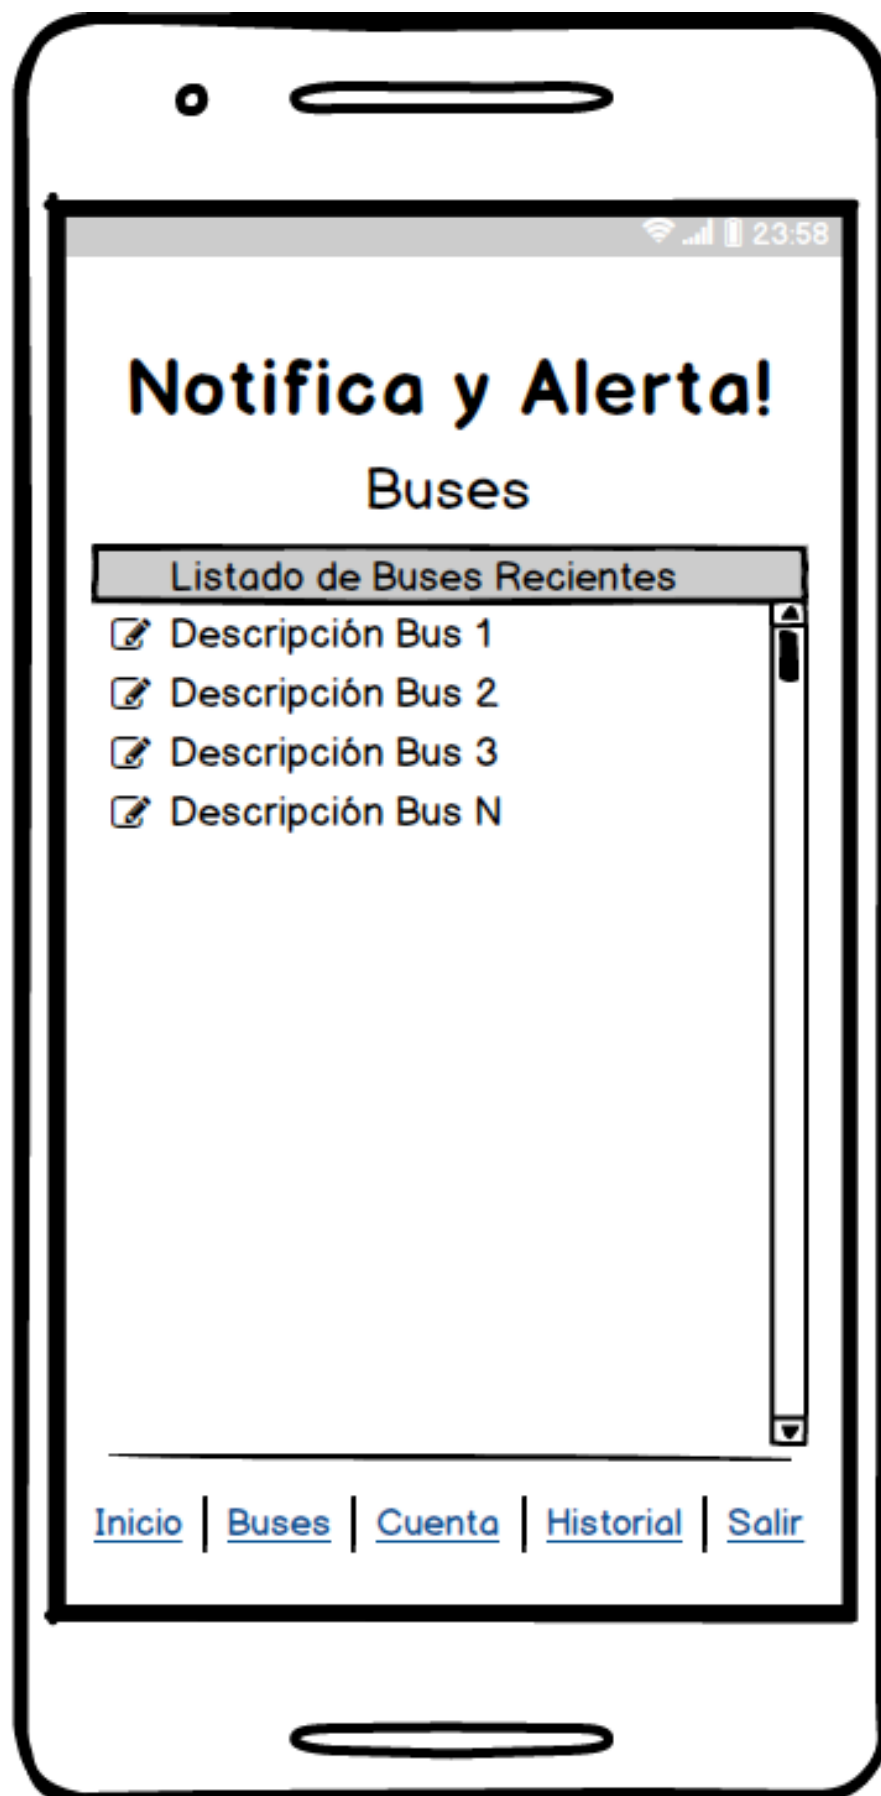 23:58
Notifica y Alerta!
Buses
Listado de Buses Recientes
Descripción Bus 1
Descripción Bus 2
Descripción Bus 3
Descripción Bus N
Inicio | Buses | Cuenta | Historial | Salir